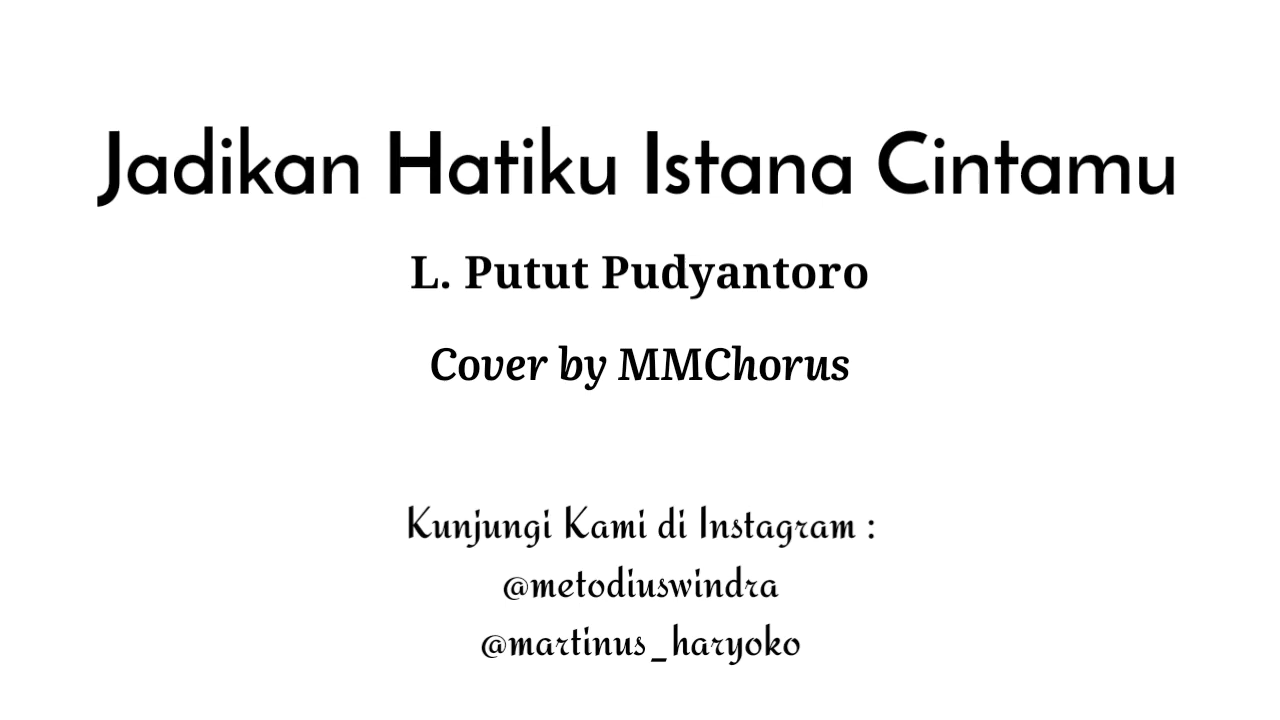 Jadikan Hatiku Istana Cintamu
L. Putut Pudyantoro
Cover by MMChorus
Kunjungi Kami di Instagram :
@metodiuswindra
@martinus_haryoko